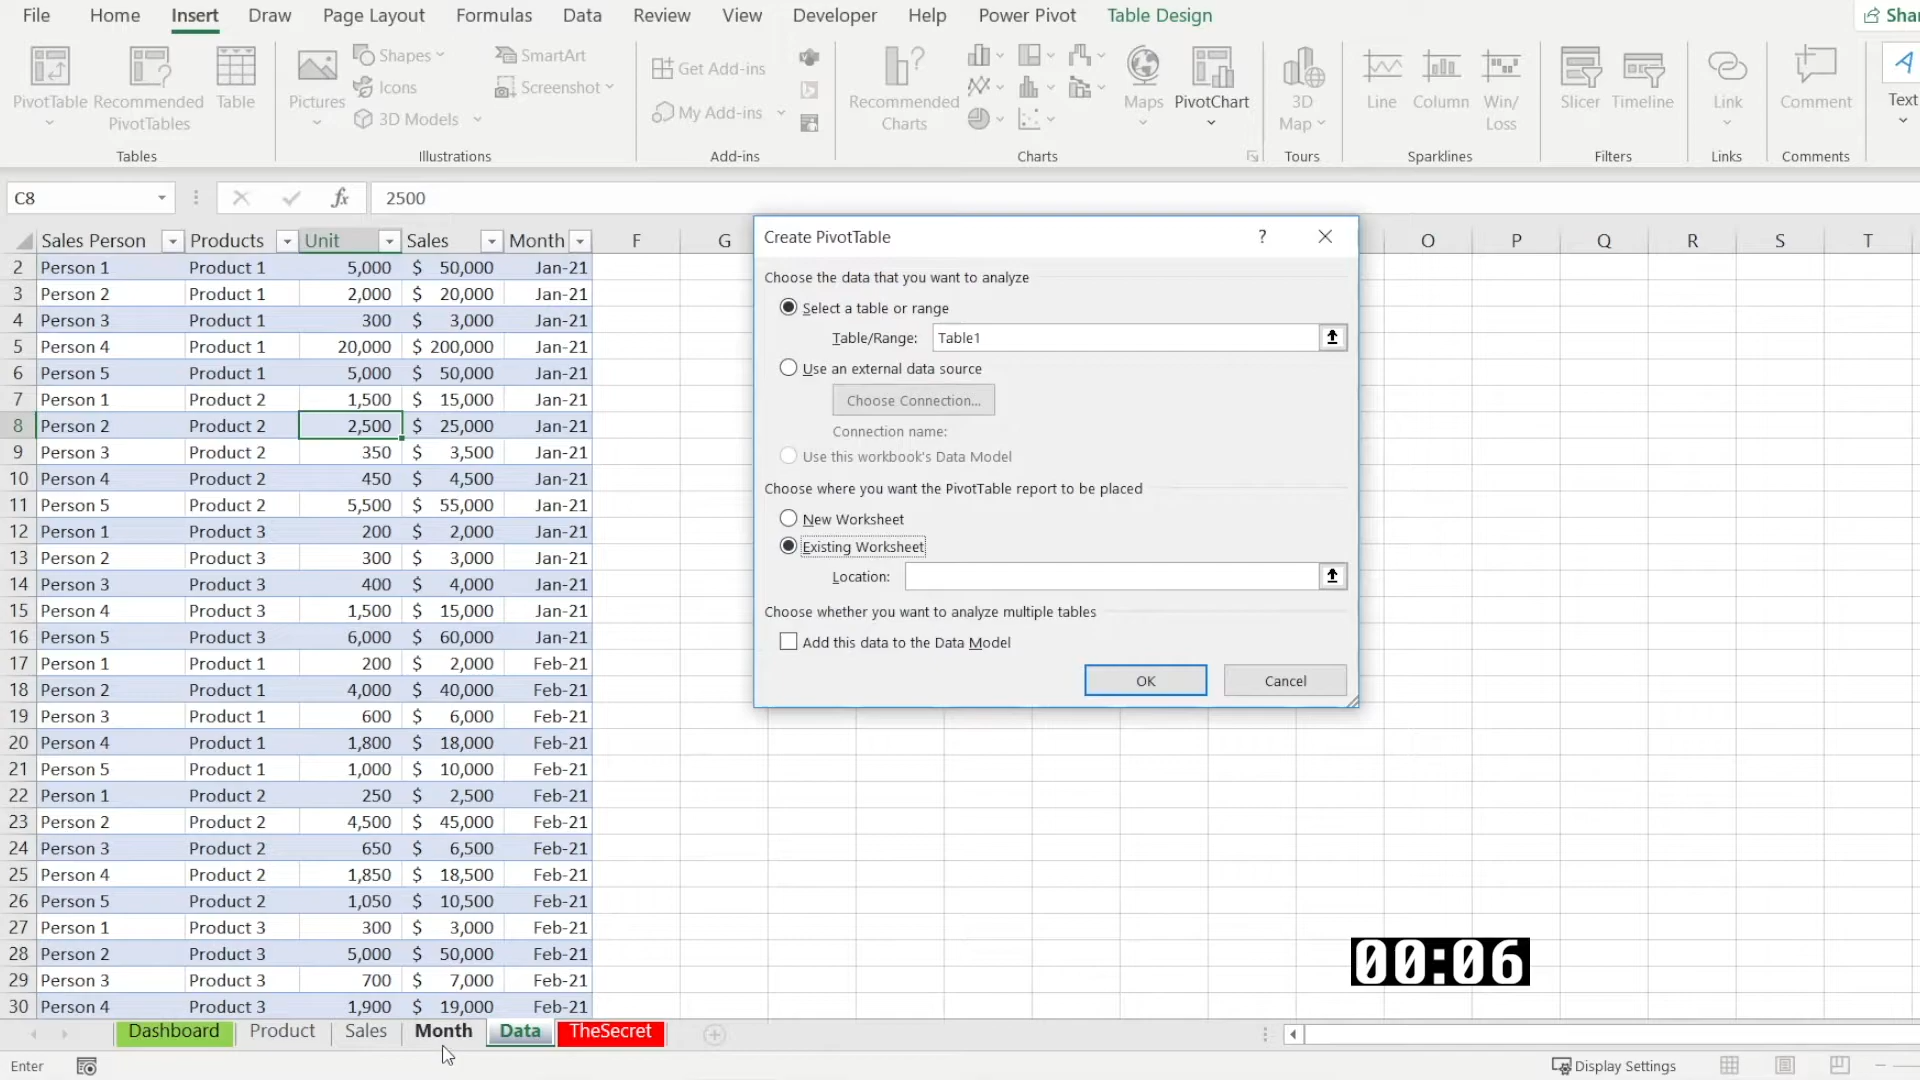 File Home Insert Draw Page Layout Formulas Data Review View Developer Help Power Pivot Table Design Shar
PivotTable
Recommended PivotTables
Table
Tables
Pictures
Shapes
Icons
3D Models
SmartArt
Screenshot
Illustrations
Get Add-ins
My Add-ins
Add-ins
Recommended Charts
Maps
PivotChart
Charts
3D Map
Tours
Line
Column
Win/ Loss
Sparklines
Slicer
Timeline
Filters
Link
Links
Comment
Comments
Text
C8 fx 2500
Sales Person Products Unit Sales Month F G O P Q R S T
2 Person 1 Product 1 5,000 $ 50,000 Jan-21
3 Person 2 Product 1 2,000 $ 20,000 Jan-21
4 Person 3 Product 1 300 $ 3,000 Jan-21
5 Person 4 Product 1 20,000 $ 200,000 Jan-21
6 Person 5 Product 1 5,000 $ 50,000 Jan-21
7 Person 1 Product 2 1,500 $ 15,000 Jan-21
8 Person 2 Product 2 2,500 $ 25,000 Jan-21
9 Person 3 Product 2 350 $ 3,500 Jan-21
10 Person 4 Product 2 450 $ 4,500 Jan-21
11 Person 5 Product 2 5,500 $ 55,000 Jan-21
12 Person 1 Product 3 200 $ 2,000 Jan-21
13 Person 2 Product 3 300 $ 3,000 Jan-21
14 Person 3 Product 3 400 $ 4,000 Jan-21
15 Person 4 Product 3 1,500 $ 15,000 Jan-21
16 Person 5 Product 3 6,000 $ 60,000 Jan-21
17 Person 1 Product 1 200 $ 2,000 Feb-21
18 Person 2 Product 1 4,000 $ 40,000 Feb-21
19 Person 3 Product 1 600 $ 6,000 Feb-21
20 Person 4 Product 1 1,800 $ 18,000 Feb-21
21 Person 5 Product 1 1,000 $ 10,000 Feb-21
22 Person 1 Product 2 250 $ 2,500 Feb-21
23 Person 2 Product 2 4,500 $ 45,000 Feb-21
24 Person 3 Product 2 650 $ 6,500 Feb-21
25 Person 4 Product 2 1,850 $ 18,500 Feb-21
26 Person 5 Product 2 1,050 $ 10,500 Feb-21
27 Person 1 Product 3 300 $ 3,000 Feb-21
28 Person 2 Product 3 5,000 $ 50,000 Feb-21
29 Person 3 Product 3 700 $ 7,000 Feb-21
30 Person 4 Product 3 1,900 $ 19,000 Feb-21
Create PivotTable ?
Choose the data that you want to analyze
Select a table or range
Table/Range: Table1
Use an external data source
Choose Connection...
Connection name:
Use this workbook's Data Model
Choose where you want the PivotTable report to be placed
New Worksheet
Existing Worksheet
Location:
Choose whether you want to analyze multiple tables
Add this data to the Data Model
OK Cancel
00:06
Dashboard Product Sales Month Data TheSecret
Enter Display Settings